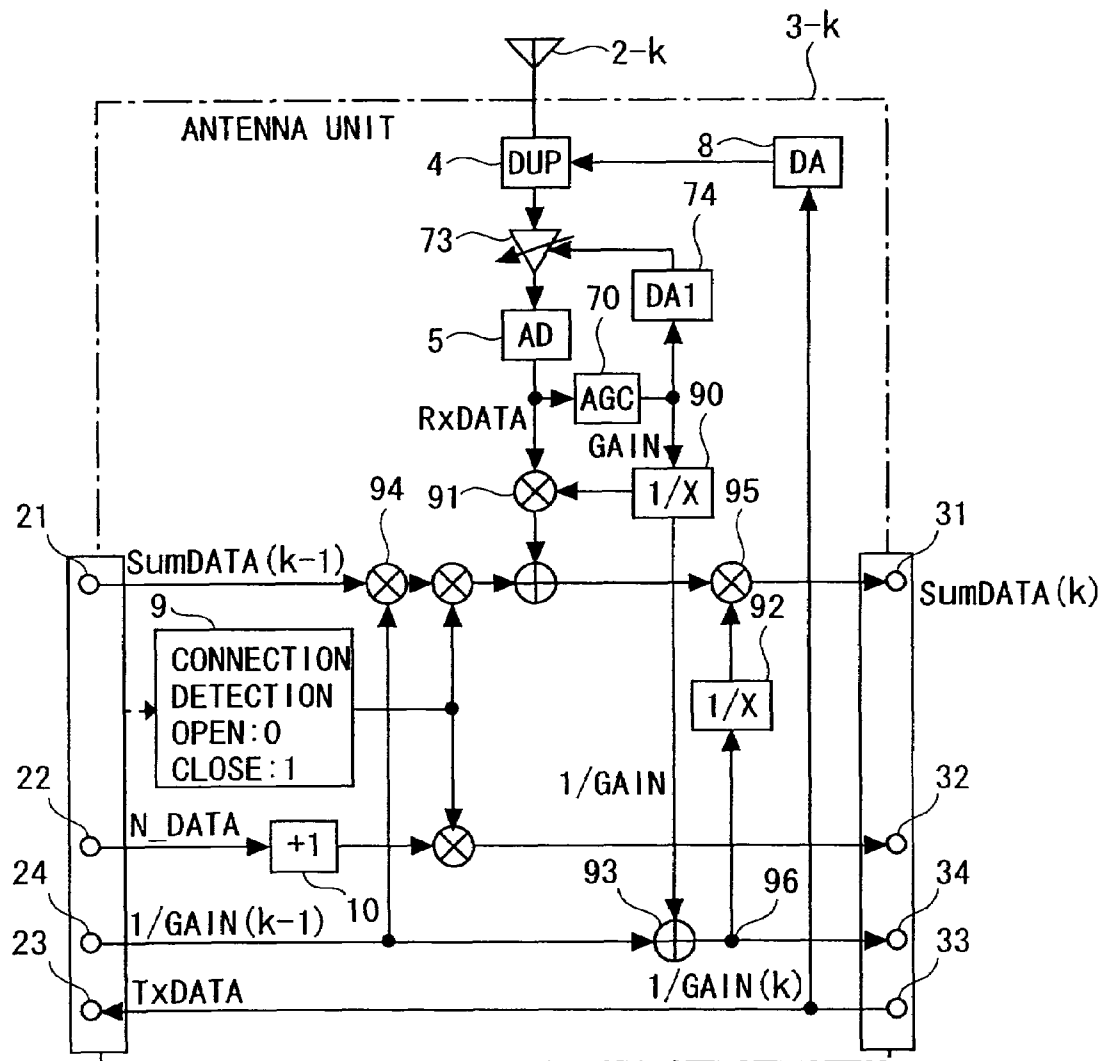 3-k
2-k
ANTENNA UNIT
8
DA
4
DUP
74
73
DA1
70
5
AD
AGC
90
RxDATA
GAIN
94
91
1/X
95
21
31
SumDATA(k-1)
SumDATA(k)
9
92
CONNECTION
DETECTION
OPEN:0
CLOSE:1
1/X
1/GAIN
22
32
N_DATA
+1
24
93
96
34
10
1/GAIN(k-1)
23
33
TxDATA
1/GAIN(k)